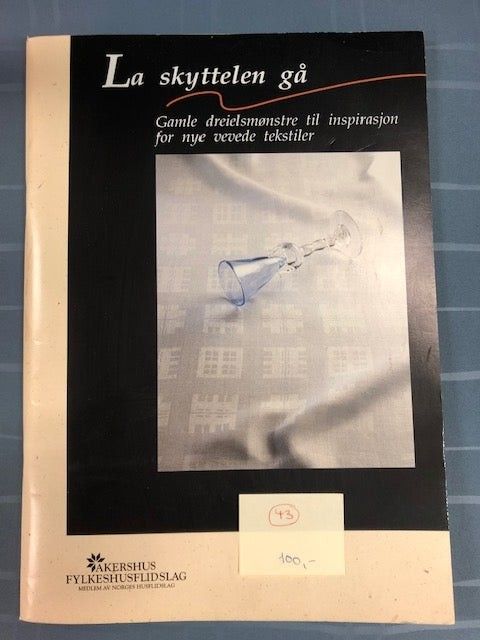 La skyttelen gå
Gamle dreielsmønstre til inspirasjon
for nye vevede tekstiler
43
100,-
AKERSHUS
FYLKESHUSFLIDSLAG
MEDLEM AV NORGES HUSFLIDSLAG